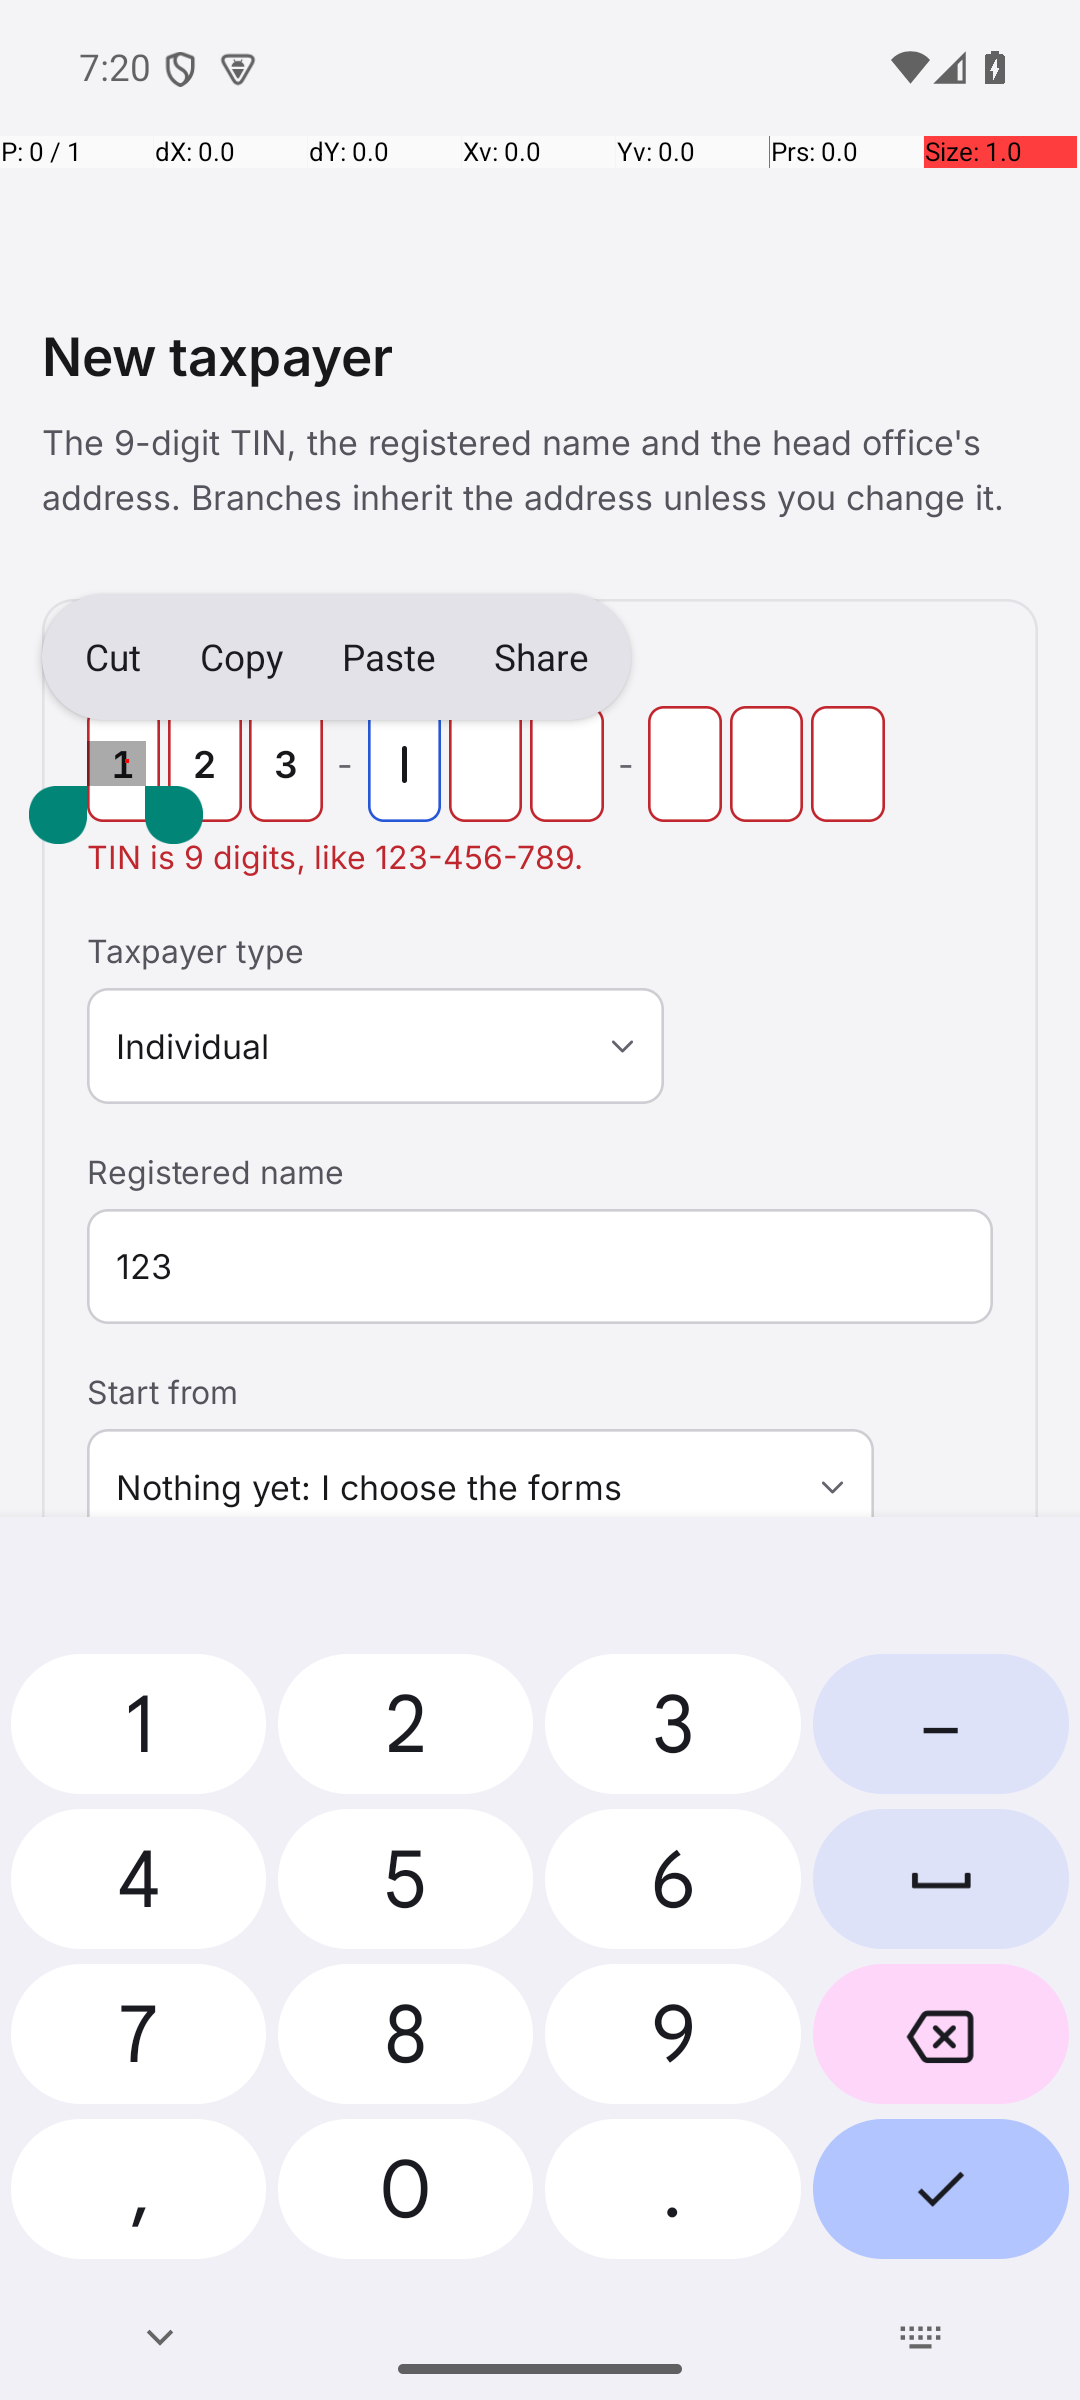 7:20
P: 0 / 1 dX: 0.0 dY: 0.0 Xv: 0.0 Yv: 0.0 Prs: 0.0 Size: 1.0
New taxpayer
The 9-digit TIN, the registered name and the head office's
address. Branches inherit the address unless you change it.
Cut Copy Paste Share
1 2 3 - -
TIN is 9 digits, like 123-456-789.
Taxpayer type
Individual
Registered name
123
Start from
Nothing yet: I choose the forms
1 2 3 –
4 5 6
7 8 9
, 0 .